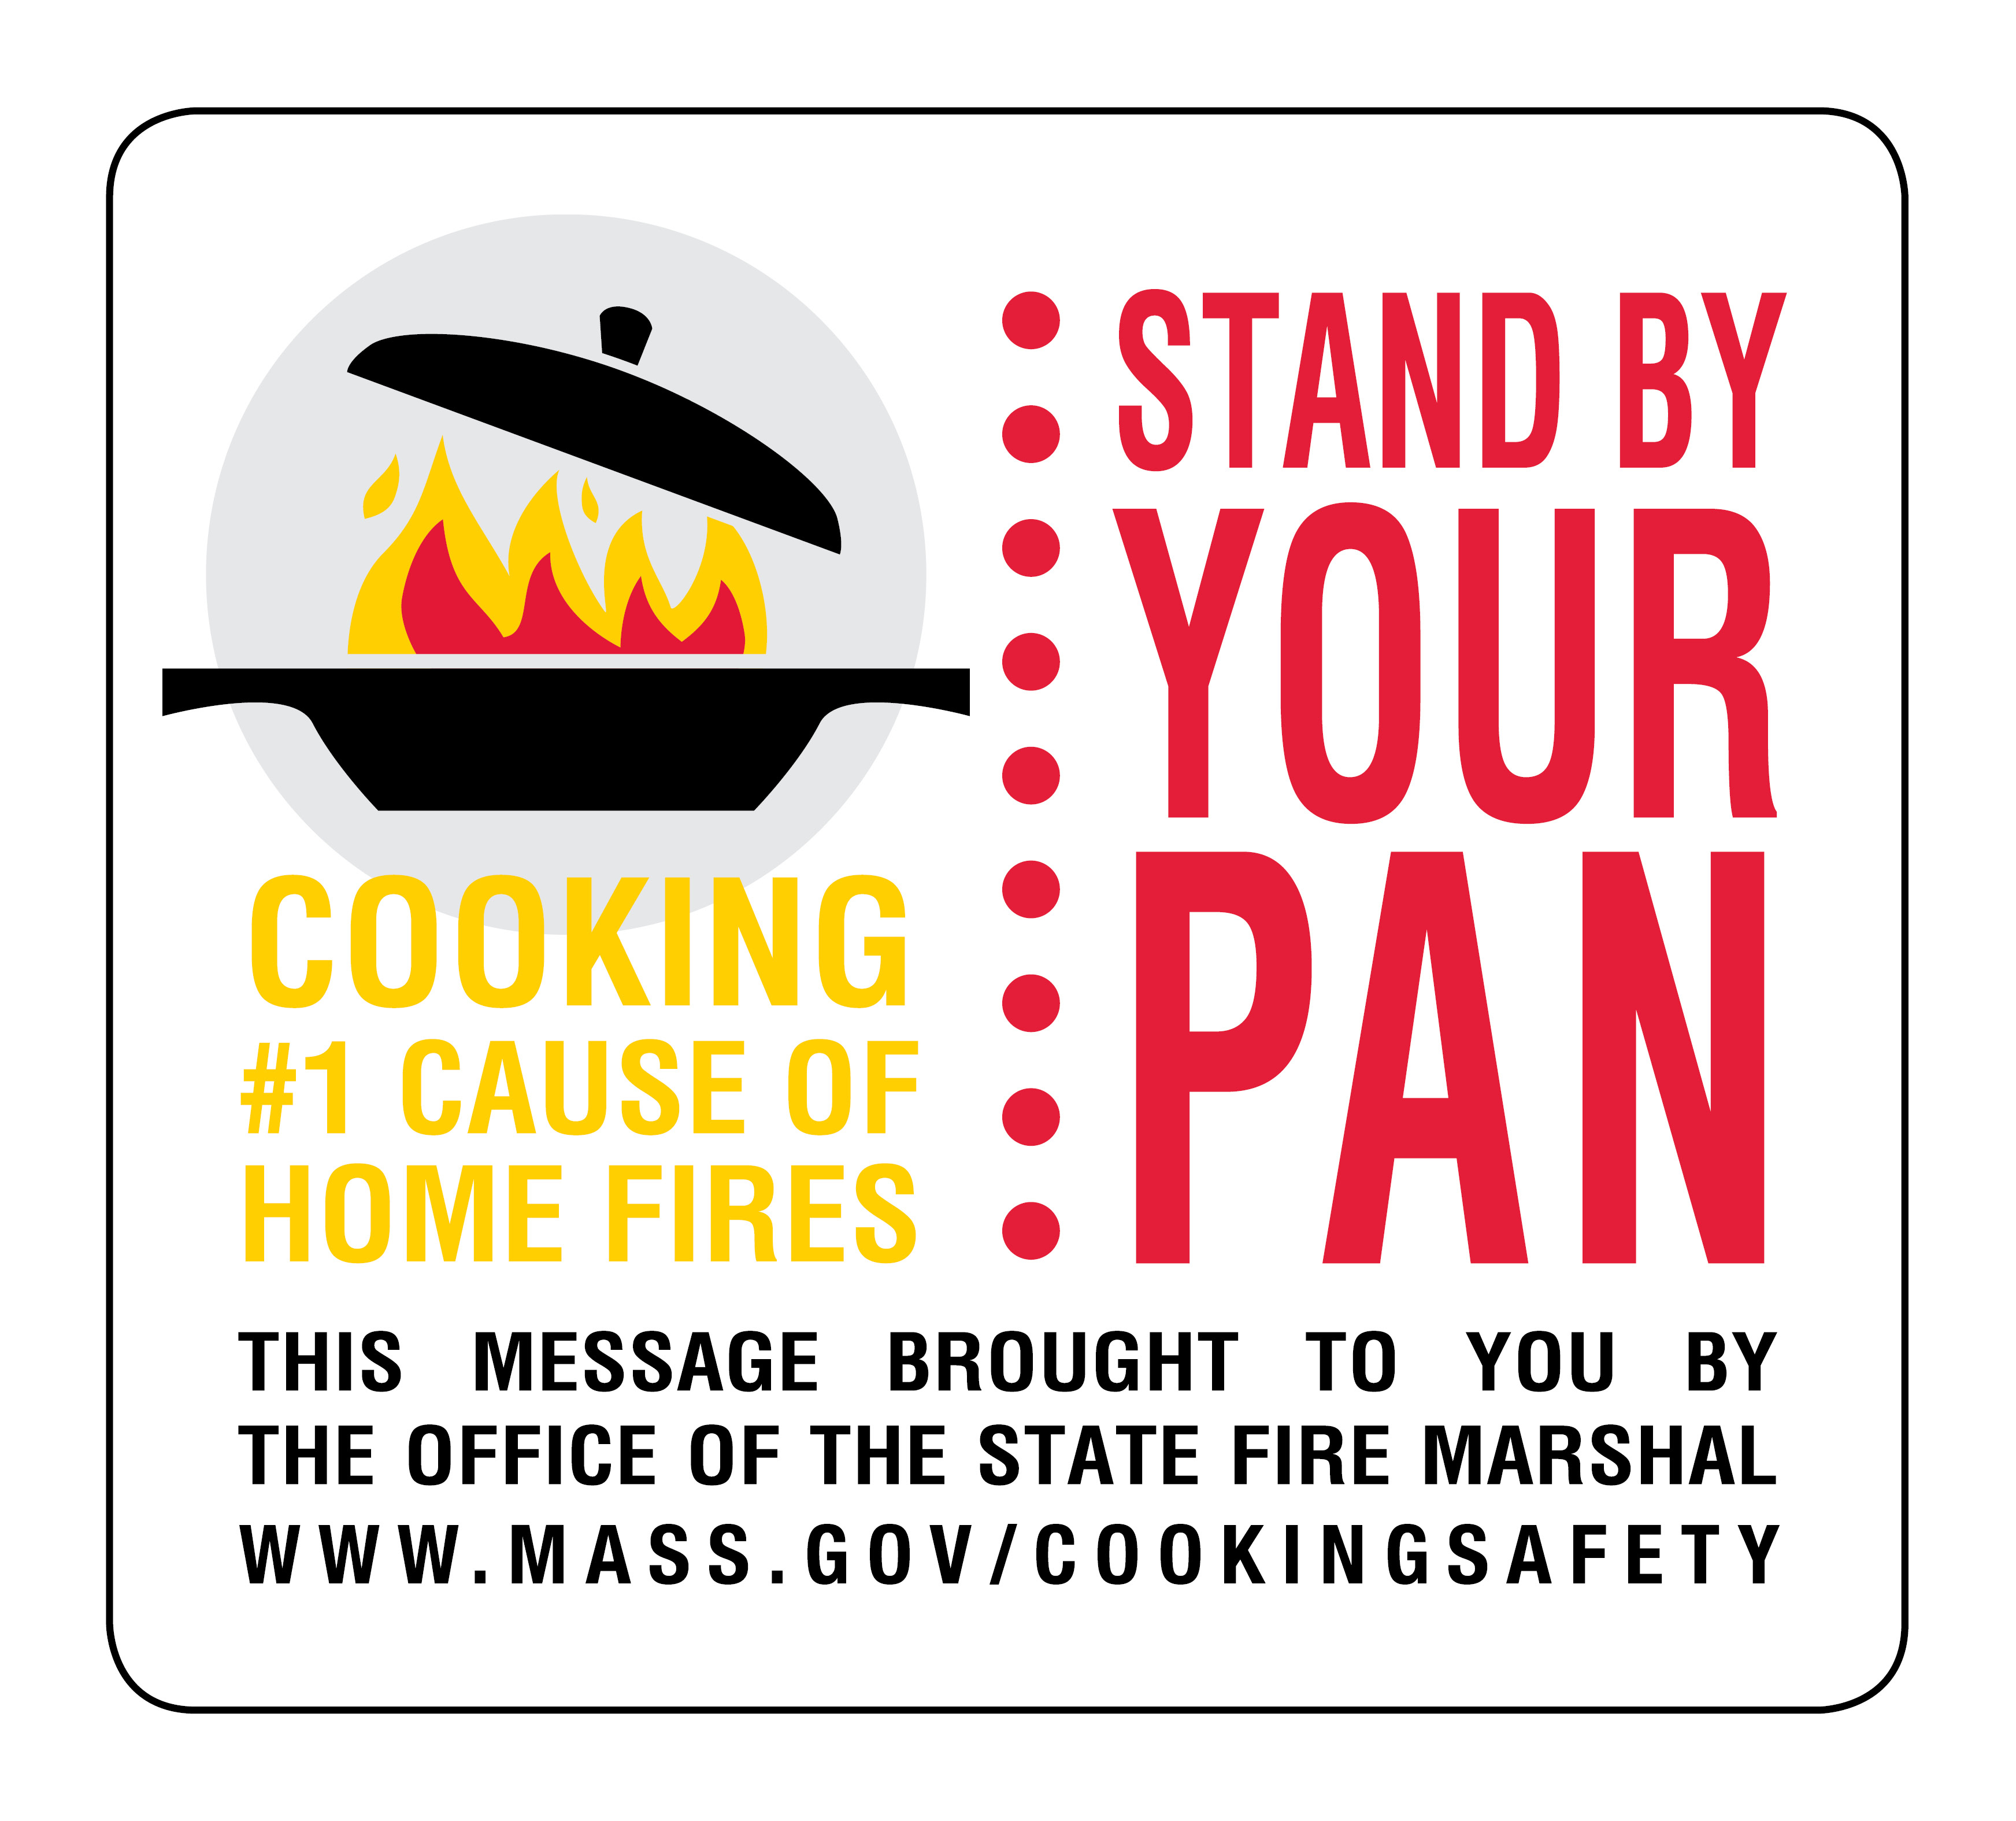 STAND BY
YOUR
PAN
COOKING
#1 CAUSE OF
HOME FIRES
THIS MESSAGE BROUGHT TO YOU BY
THE OFFICE OF THE STATE FIRE MARSHAL
WWW.MASS.GOV/COOKINGSAFETY